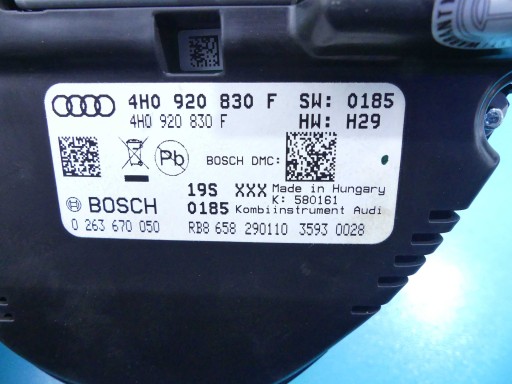 4H0 920 830 F SW: 0185
4H0 920 830 F HW: H29
Pb
BOSCH DMC:
19S XXX Made in Hungary
K: 580161
BOSCH 0185 Kombiinstrument Audi
0 263 670 050 RB8 658 290110 3593 0028